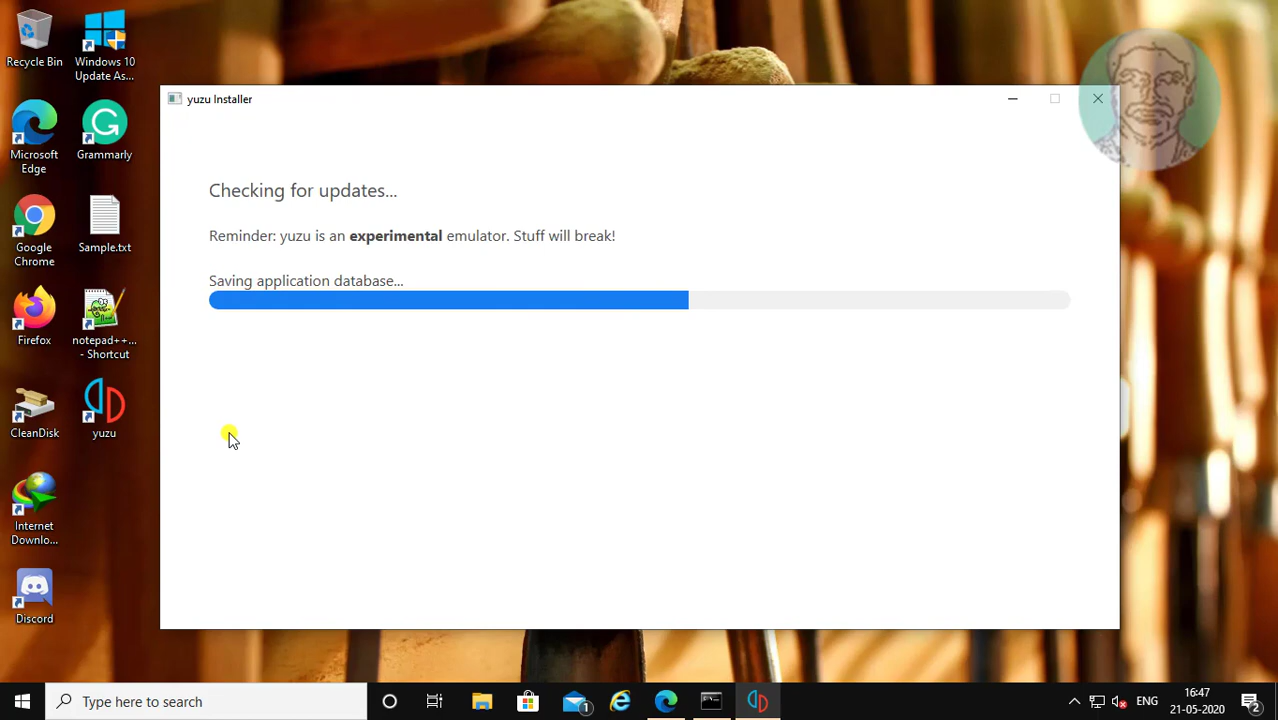 Recycle Bin
Windows 10
Update As...
Microsoft
Edge
Grammarly
Google
Chrome
Sample.txt
Firefox
notepad++...
- Shortcut
CleanDisk
yuzu
Internet
Downlo...
Discord
yuzu Installer
Checking for updates...
Reminder: yuzu is an experimental emulator. Stuff will break!
Saving application database...
Type here to search
1
ENG
16:47
21-05-2020
2